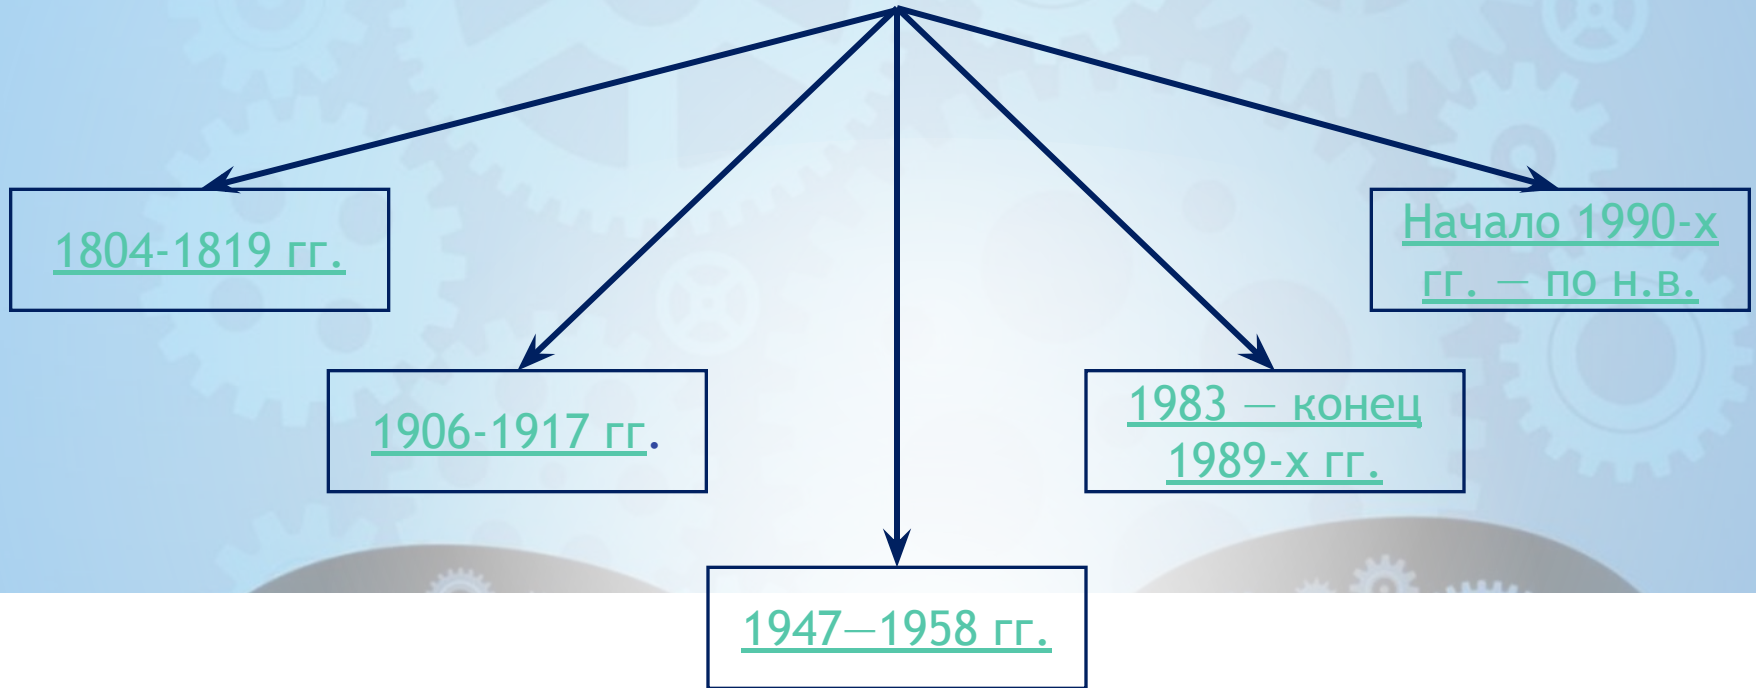 1804-1819 гг.
1906-1917 гг.
1947—1958 гг.
1983 — конец
1989-х гг.
Начало 1990-х
гг. — по н.в.